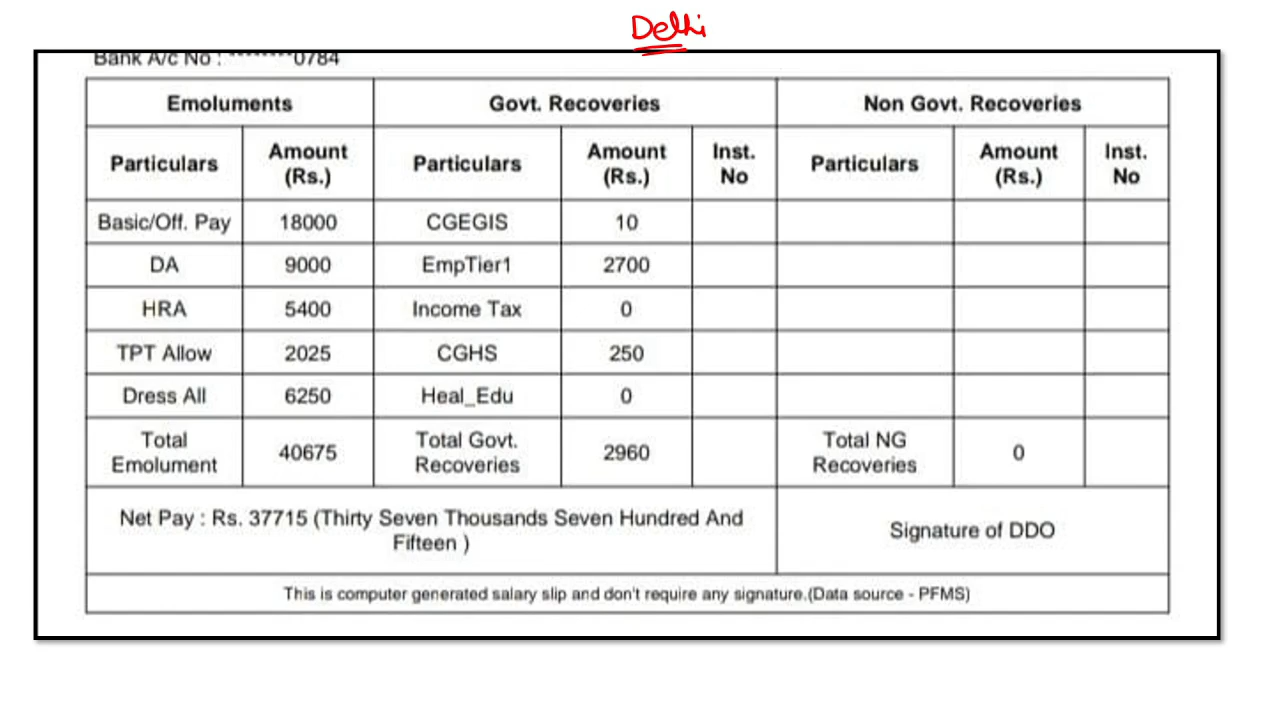 Delhi
Bank A/c No : ********0784
Emoluments Govt. Recoveries Non Govt. Recoveries
Particulars Amount (Rs.) Particulars Amount (Rs.) Inst. No Particulars Amount (Rs.) Inst. No
Basic/Off. Pay 18000 CGEGIS 10
DA 9000 EmpTier1 2700
HRA 5400 Income Tax 0
TPT Allow 2025 CGHS 250
Dress All 6250 Heal_Edu 0
Total Emolument 40675 Total Govt. Recoveries 2960 Total NG Recoveries 0
Net Pay : Rs. 37715 (Thirty Seven Thousands Seven Hundred And
Fifteen )
Signature of DDO
This is computer generated salary slip and don't require any signature.(Data source - PFMS)